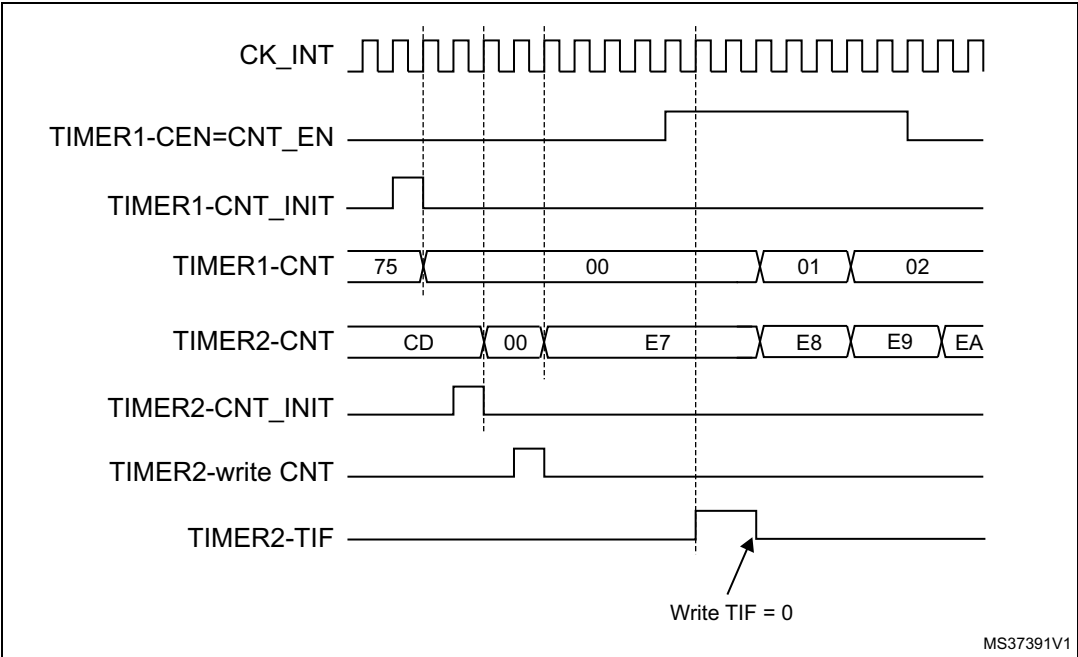 CK_INT
TIMER1-CEN=CNT_EN
TIMER1-CNT_INIT
TIMER1-CNT 75 00 01 02
TIMER2-CNT CD 00 E7 E8 E9 EA
TIMER2-CNT_INIT
TIMER2-write CNT
TIMER2-TIF
Write TIF = 0
MS37391V1